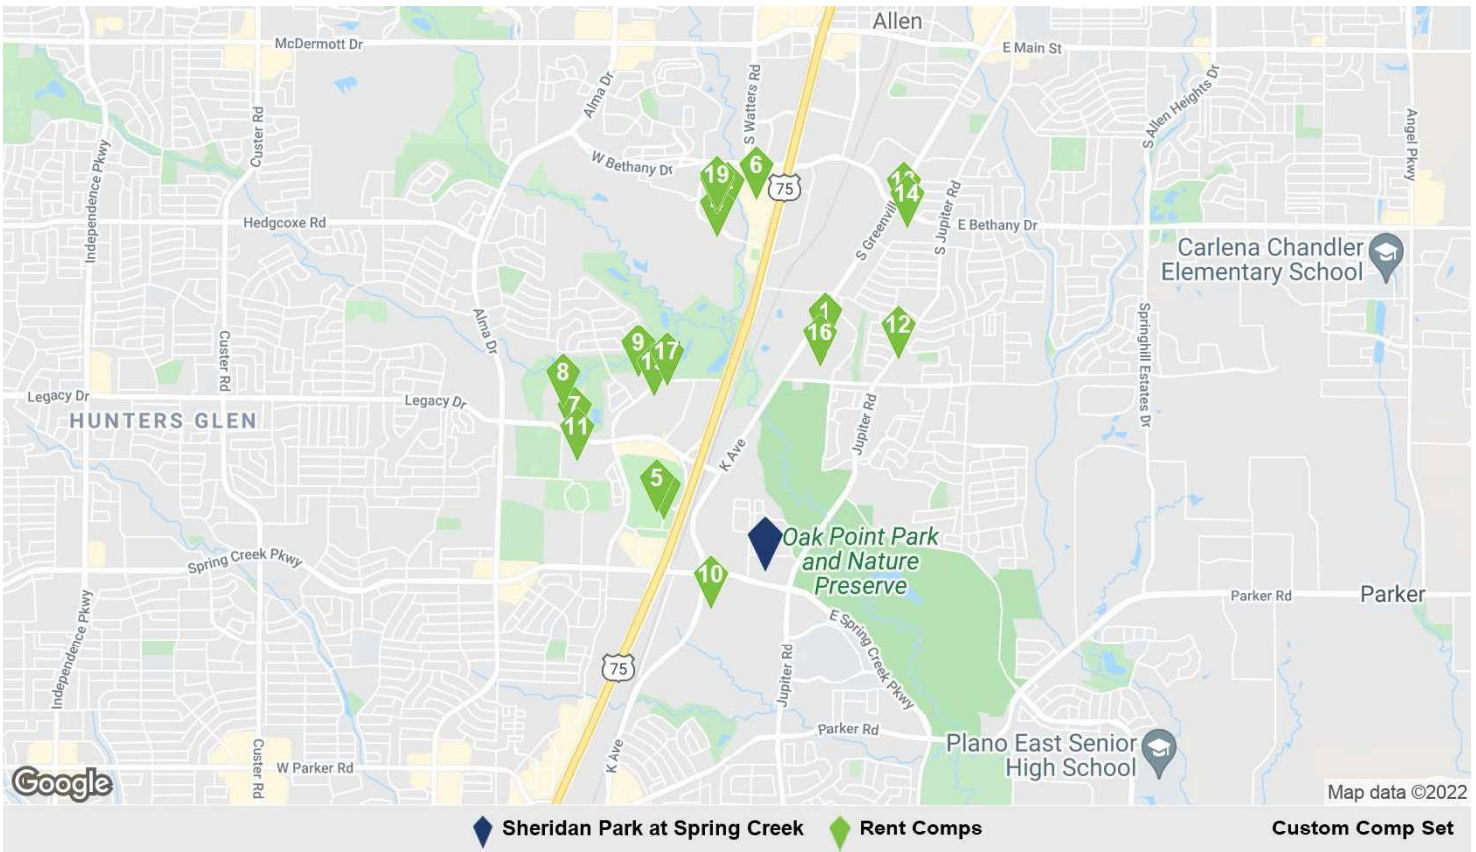 Allen
McDermott Dr
E Main St
Alma Dr
S Watters Rd
S Allen Heights Dr
Angel Pkwy
Custer Rd
Independence Pkwy
W Bethany Dr
19
6
75
14
S Jupiter Rd
Hedgcoxe Rd
E Bethany Dr
Carlena Chandler
Elementary School
Alma Dr
Custer Rd
1
16
12
Springhill Estates Dr
9
17
8
7
11
Legacy Dr
Legacy Dr
HUNTERS GLEN
Jupiter Rd
K Ave
5
Oak Point Park
and Nature
Preserve
Spring Creek Pkwy
10
Parker Rd
Parker
Independence Pkwy
E Spring Creek Pkwy
75
Jupiter Rd
Parker Rd
Plano East Senior
High School
K Ave
Custer Rd
W Parker Rd
Google
Map data ©2022
Sheridan Park at Spring Creek
Rent Comps
Custom Comp Set